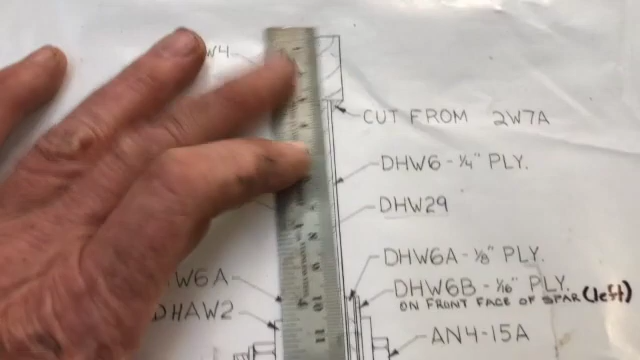 W4
CUT FROM 2W7A
DHW6 - 1/4" PLY.
DHW29
W6A
DHW6A - 1/8" PLY.
DHW6B - 1/16" PLY.
ON FRONT FACE OF SPAR (left)
DHAW2
AN4-15A